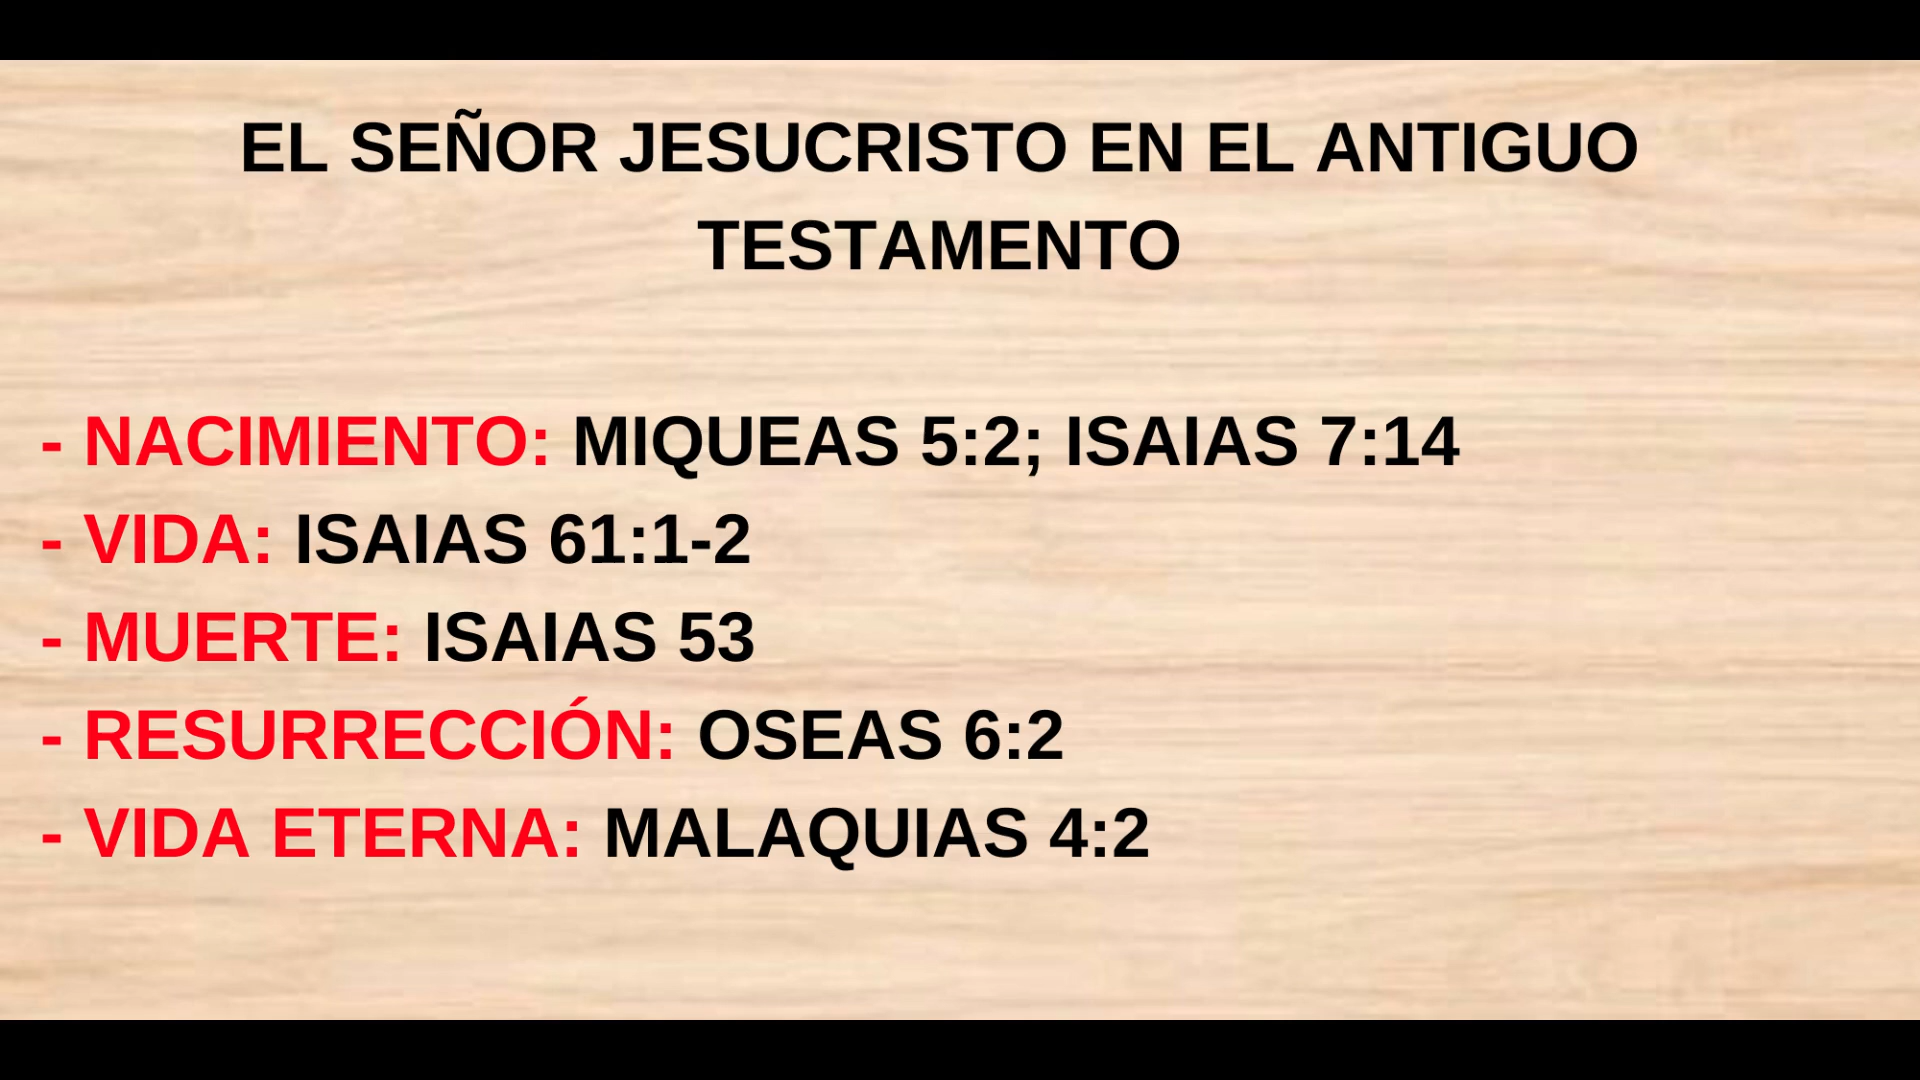 EL SEÑOR JESUCRISTO EN EL ANTIGUO
TESTAMENTO
- NACIMIENTO: MIQUEAS 5:2; ISAIAS 7:14
- VIDA: ISAIAS 61:1-2
- MUERTE: ISAIAS 53
- RESURRECCIÓN: OSEAS 6:2
- VIDA ETERNA: MALAQUIAS 4:2